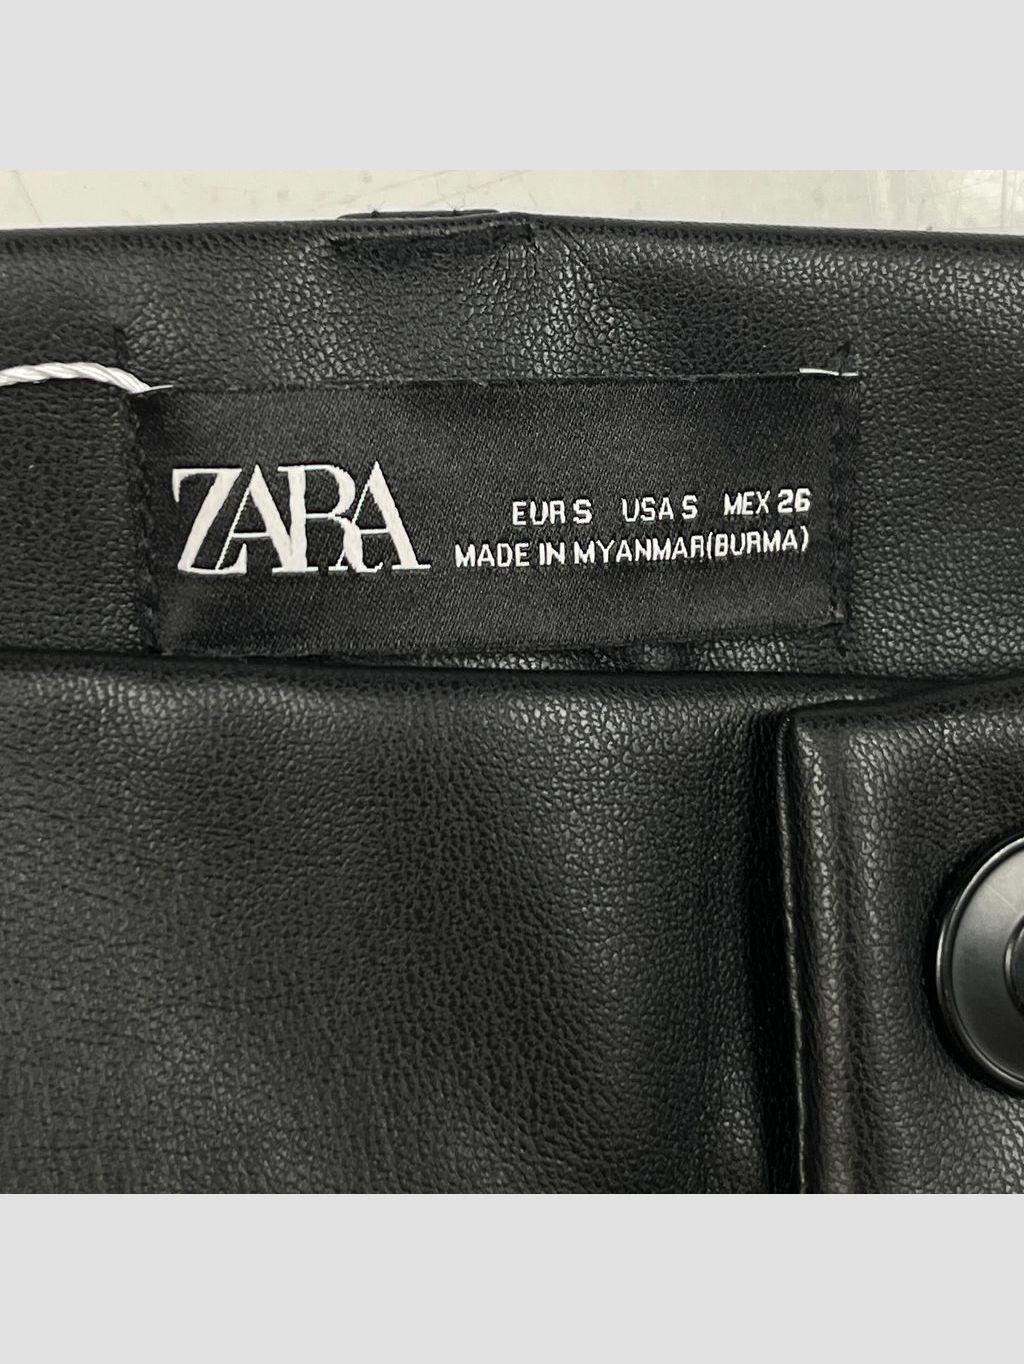 ZARA
EUR S USA S MEX 26
MADE IN MYANMAR(BURMA)